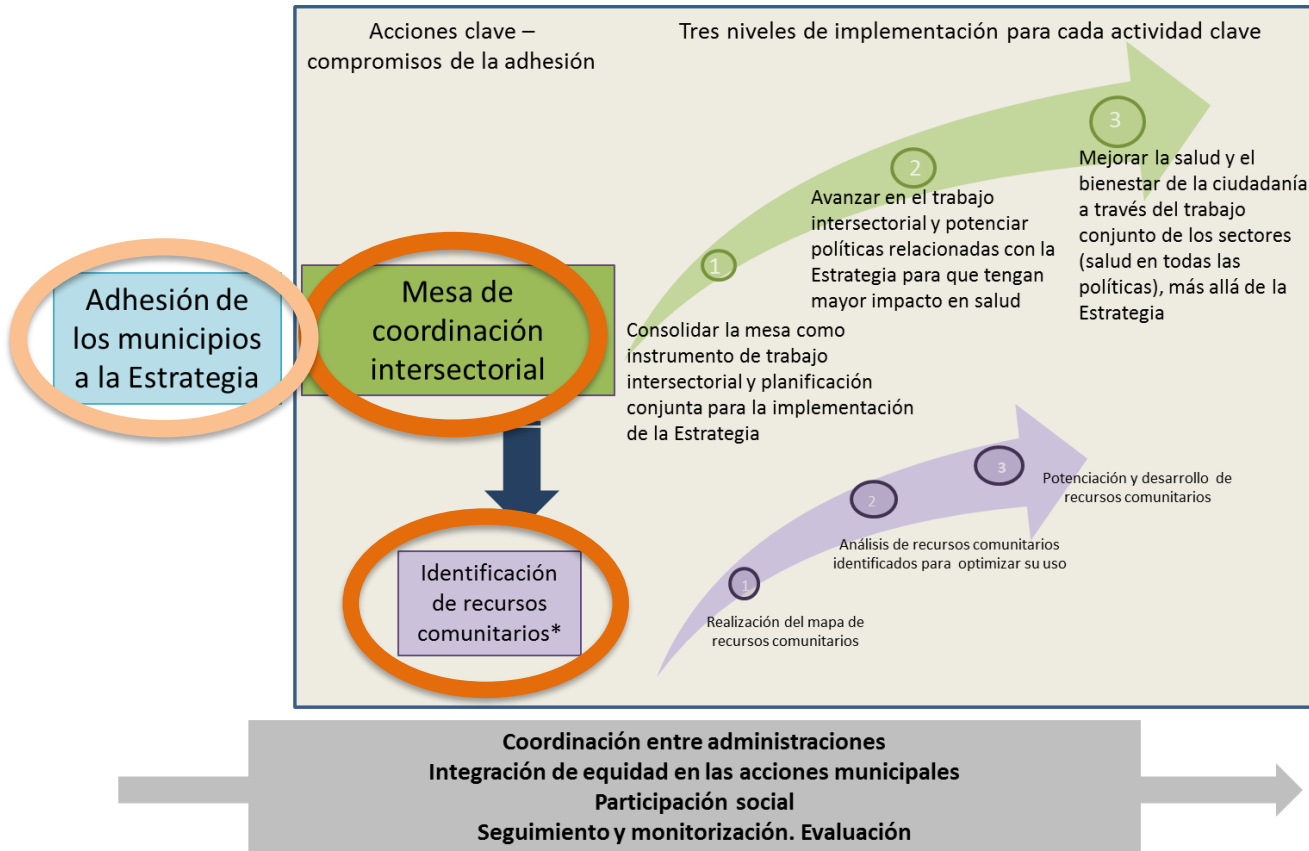 Acciones clave –
compromisos de la adhesión
Tres niveles de implementación para cada actividad clave
Adhesión de
los municipios
a la Estrategia
Mesa de
coordinación
intersectorial
1
Consolidar la mesa como
instrumento de trabajo
intersectorial y planificación
conjunta para la implementación
de la Estrategia
2
Avanzar en el trabajo
intersectorial y potenciar
políticas relacionadas con la
Estrategia para que tengan
mayor impacto en salud
3
Mejorar la salud y el
bienestar de la ciudadanía
a través del trabajo
conjunto de los sectores
(salud en todas las
políticas), más allá de la
Estrategia
Identificación
de recursos
comunitarios*
1
Realización del mapa de
recursos comunitarios
2
Análisis de recursos comunitarios
identificados para optimizar su uso
3
Potenciación y desarrollo de
recursos comunitarios
Coordinación entre administraciones
Integración de equidad en las acciones municipales
Participación social
Seguimiento y monitorización. Evaluación